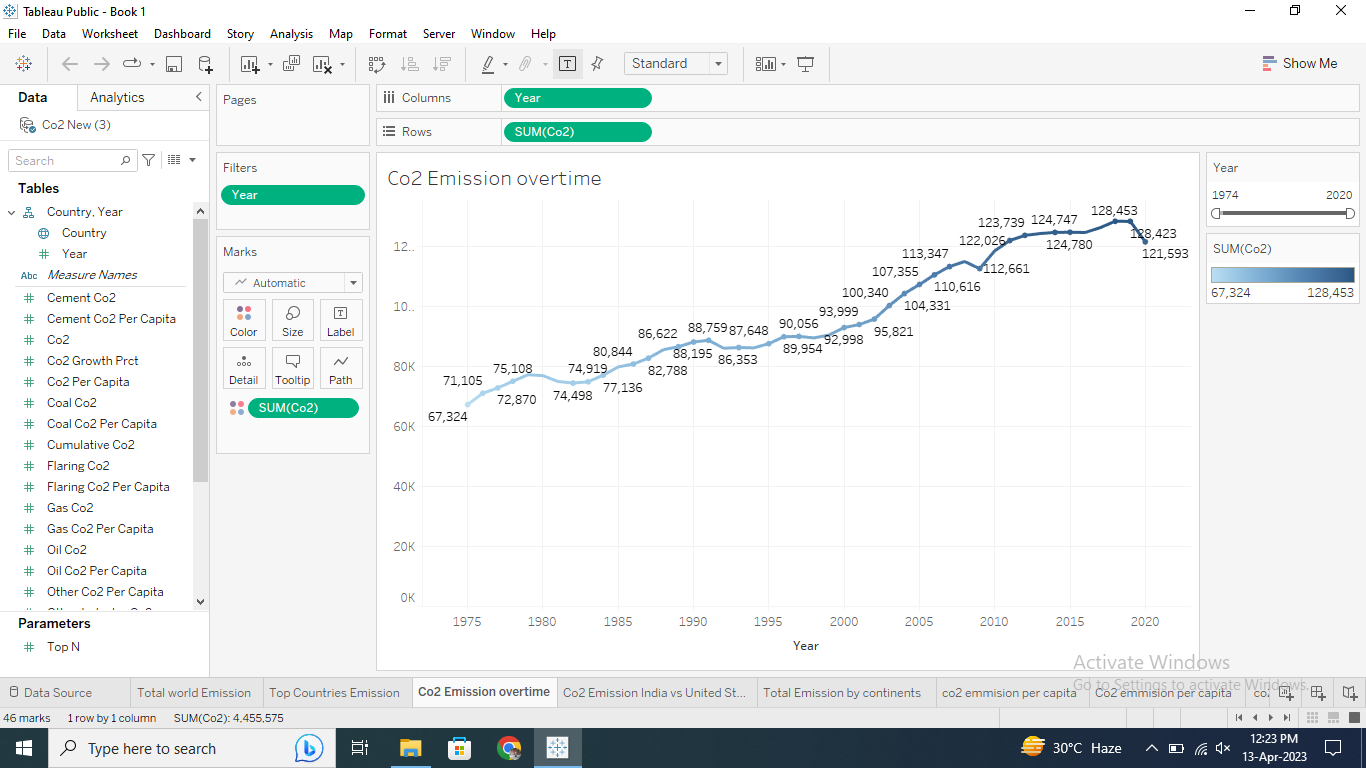 Tableau Public - Book 1
File Data Worksheet Dashboard Story Analysis Map Format Server Window Help
Standard
Show Me
Data Analytics
Co2 New (3)
Search
Tables
Country, Year
Country
Year
Abc Measure Names
Cement Co2
Cement Co2 Per Capita
Co2
Co2 Growth Prct
Co2 Per Capita
Coal Co2
Coal Co2 Per Capita
Cumulative Co2
Flaring Co2
Flaring Co2 Per Capita
Gas Co2
Gas Co2 Per Capita
Oil Co2
Oil Co2 Per Capita
Other Co2 Per Capita
Parameters
Top N
Pages
Filters
Year
Marks
Automatic
Color Size Label
Detail Tooltip Path
SUM(Co2)
Columns Year
Rows SUM(Co2)
Co2 Emission overtime
12..
10..
80K
60K
40K
20K
0K
67,324
71,105
72,870
75,108
74,498
74,919
77,136
80,844
82,788
86,622
88,195
88,759
86,353
87,648
89,954
90,056
92,998
93,999
95,821
100,340
104,331
107,355
110,616
113,347
112,661
122,026
123,739
124,780
124,747
128,453
128,423
121,593
1975 1980 1985 1990 1995 2000 2005 2010 2015 2020
Year
Year
1974 2020
SUM(Co2)
67,324 128,453
Activate Windows
Go to Settings to activate Windows.
Data Source Total world Emission Top Countries Emission Co2 Emission overtime Co2 Emission India vs United St... Total Emission by continents co2 emmision per capita Co2 emmision per capita co.
46 marks 1 row by 1 column SUM(Co2): 4,455,575
Type here to search
30°C Haze
12:23 PM
13-Apr-2023